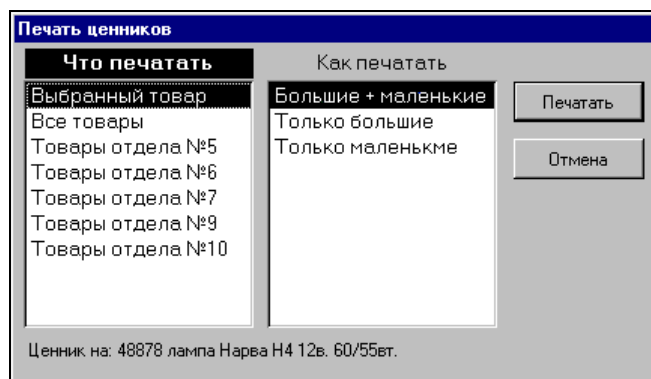 Печать ценников
Что печатать
Выбранный товар
Все товары
Товары отдела №5
Товары отдела №6
Товары отдела №7
Товары отдела №9
Товары отдела №10
Как печатать
Большие + маленькие
Только большие
Только маленькме
Печатать
Отмена
Ценник на: 48878 лампа Нарва H4 12в. 60/55вт.